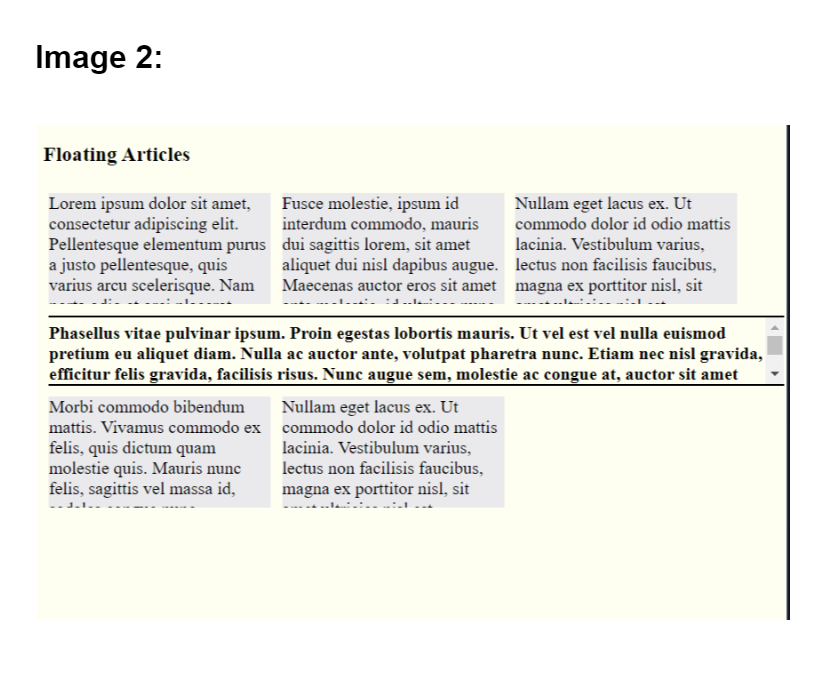 Image 2:
Floating Articles
Lorem ipsum dolor sit amet,
consectetur adipiscing elit.
Pellentesque elementum purus
a justo pellentesque, quis
varius arcu scelerisque. Nam
Fusce molestie, ipsum id
interdum commodo, mauris
dui sagittis lorem, sit amet
aliquet dui nisl dapibus augue.
Maecenas auctor eros sit amet
Nullam eget lacus ex. Ut
commodo dolor id odio mattis
lacinia. Vestibulum varius,
lectus non facilisis faucibus,
magna ex porttitor nisl, sit
Phasellus vitae pulvinar ipsum. Proin egestas lobortis mauris. Ut vel est vel nulla euismod
pretium eu aliquet diam. Nulla ac auctor ante, volutpat pharetra nunc. Etiam nec nisl gravida,
efficitur felis gravida, facilisis risus. Nunc augue sem, molestie ac congue at, auctor sit amet
Morbi commodo bibendum
mattis. Vivamus commodo ex
felis, quis dictum quam
molestie quis. Mauris nunc
felis, sagittis vel massa id,
Nullam eget lacus ex. Ut
commodo dolor id odio mattis
lacinia. Vestibulum varius,
lectus non facilisis faucibus,
magna ex porttitor nisl, sit